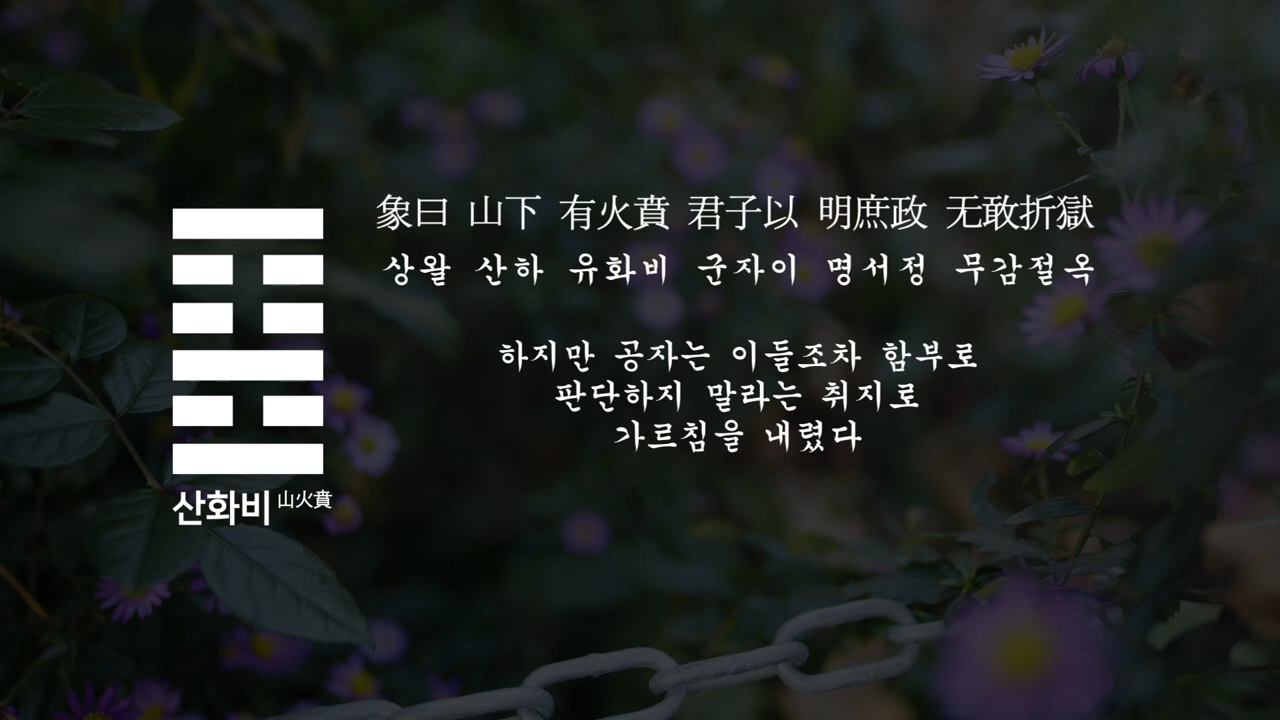 象曰 山下 有火賁 君子以 明庶政 无敢折獄
상왈 산하 유화비 군자이 명서정 무감절옥
하지만 공자는 이들조차 함부로
판단하지 말라는 취지로
가르침을 내렸다
산화비 山火賁